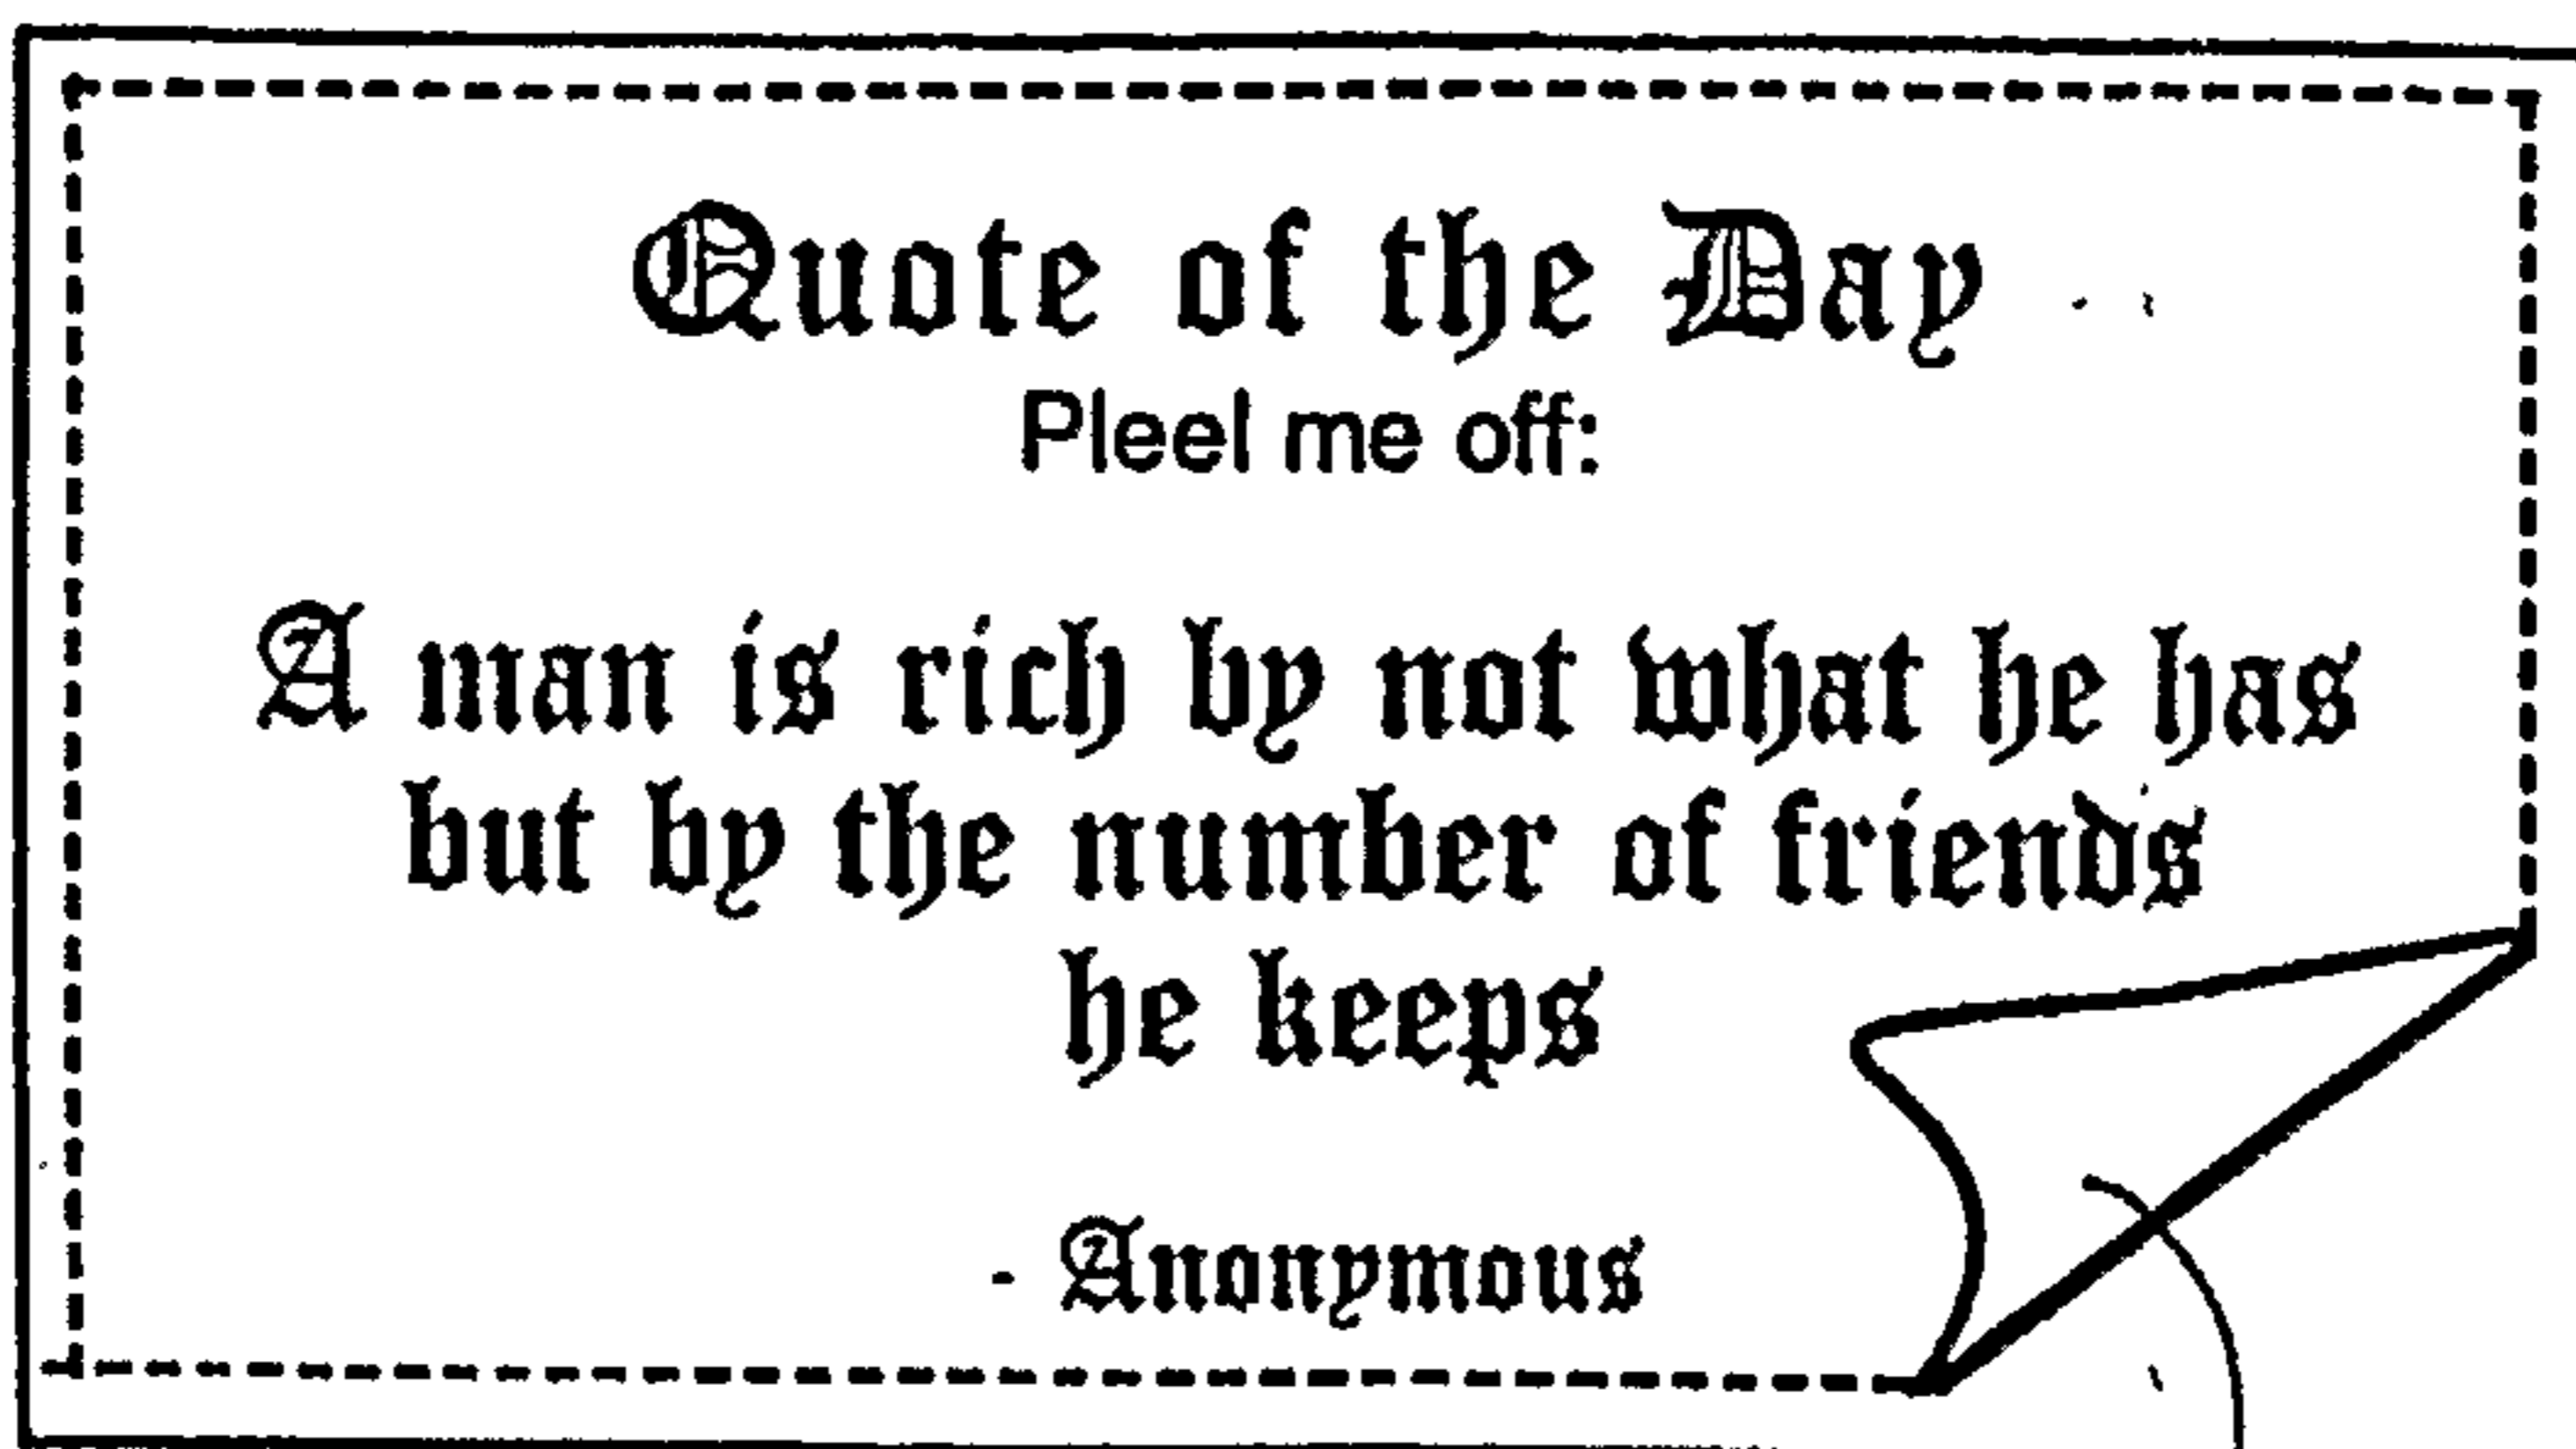 Quote of the Day
Pleel me off:
A man is rich by not what he has
but by the number of friends
he keeps
- Anonymous